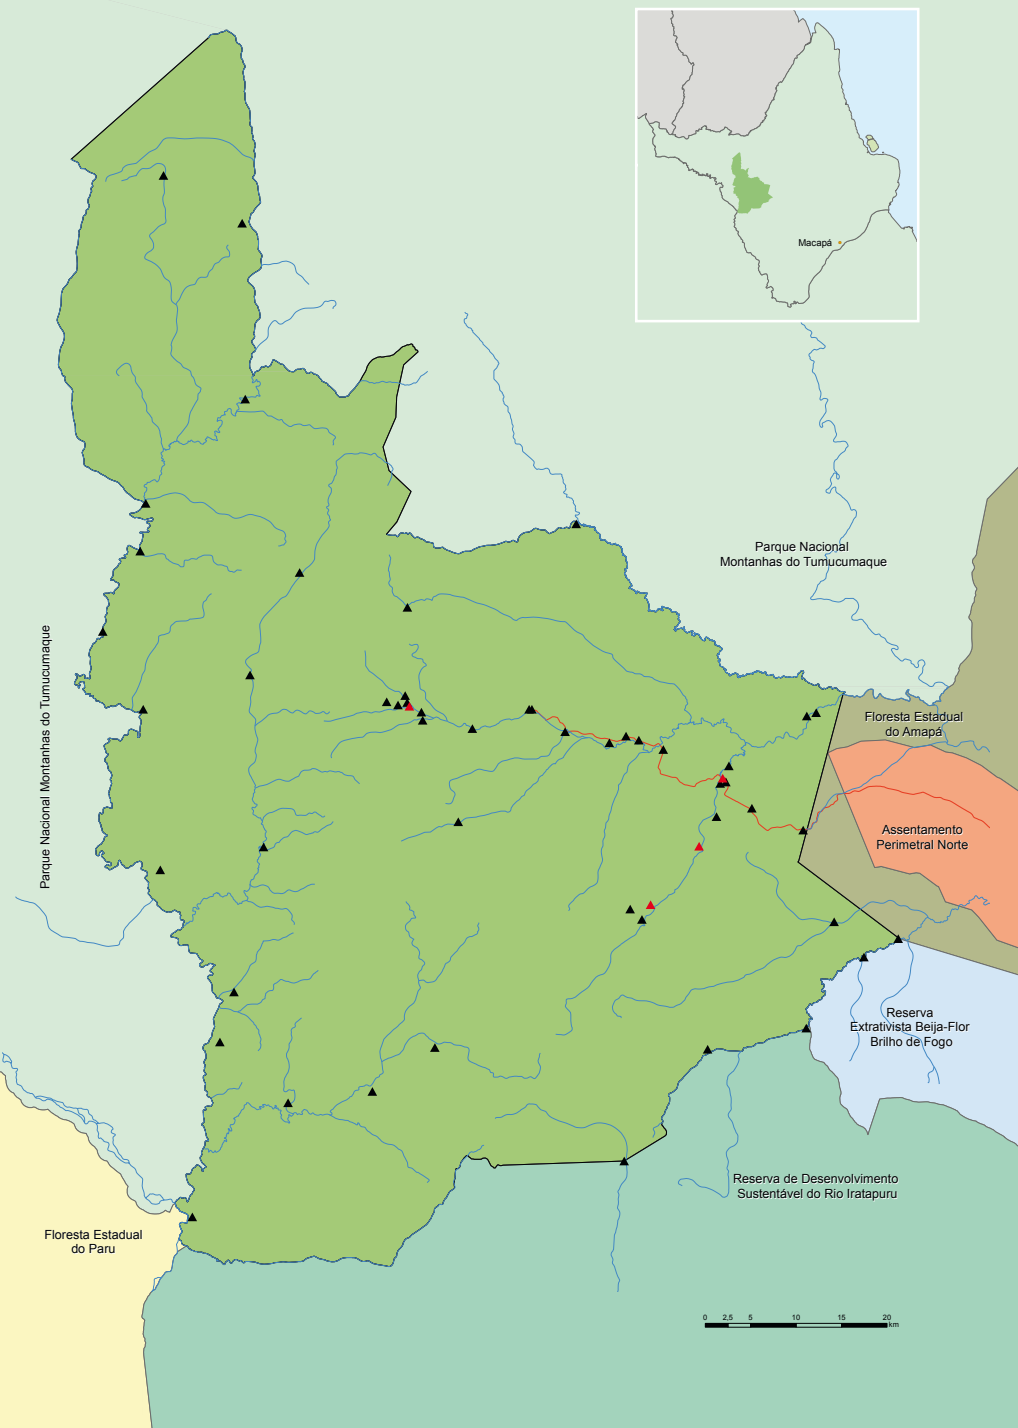 Macapá
Parque Nacional
Montanhas do Tumucumaque
Parque Nacional Montanhas do Tumucumaque
Floresta Estadual
do Amapá
Assentamento
Perimetral Norte
Reserva
Extrativista Beija-Flor
Brilho de Fogo
Reserva de Desenvolvimento
Sustentável do Rio Iratapuru
Floresta Estadual
do Paru
0 2,5 5 10 15 20
km